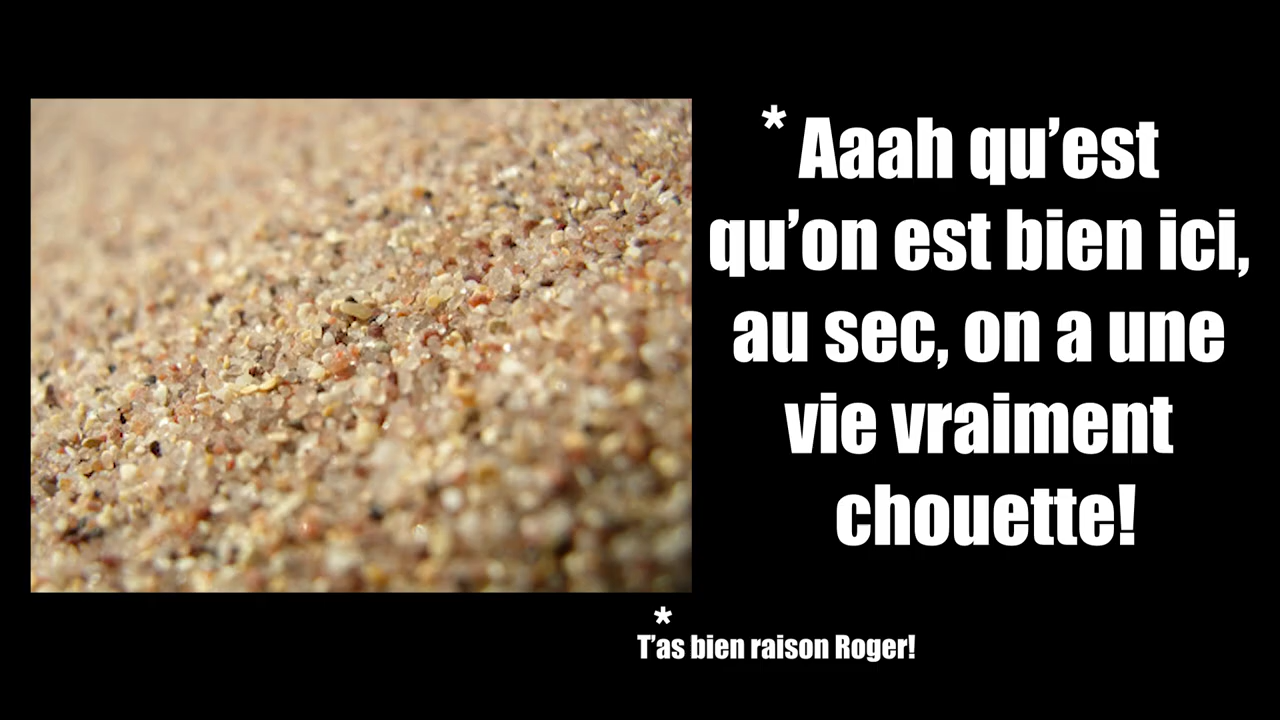 * Aaah qu’est
qu’on est bien ici,
au sec, on a une
vie vraiment
chouette!
*
T’as bien raison Roger!